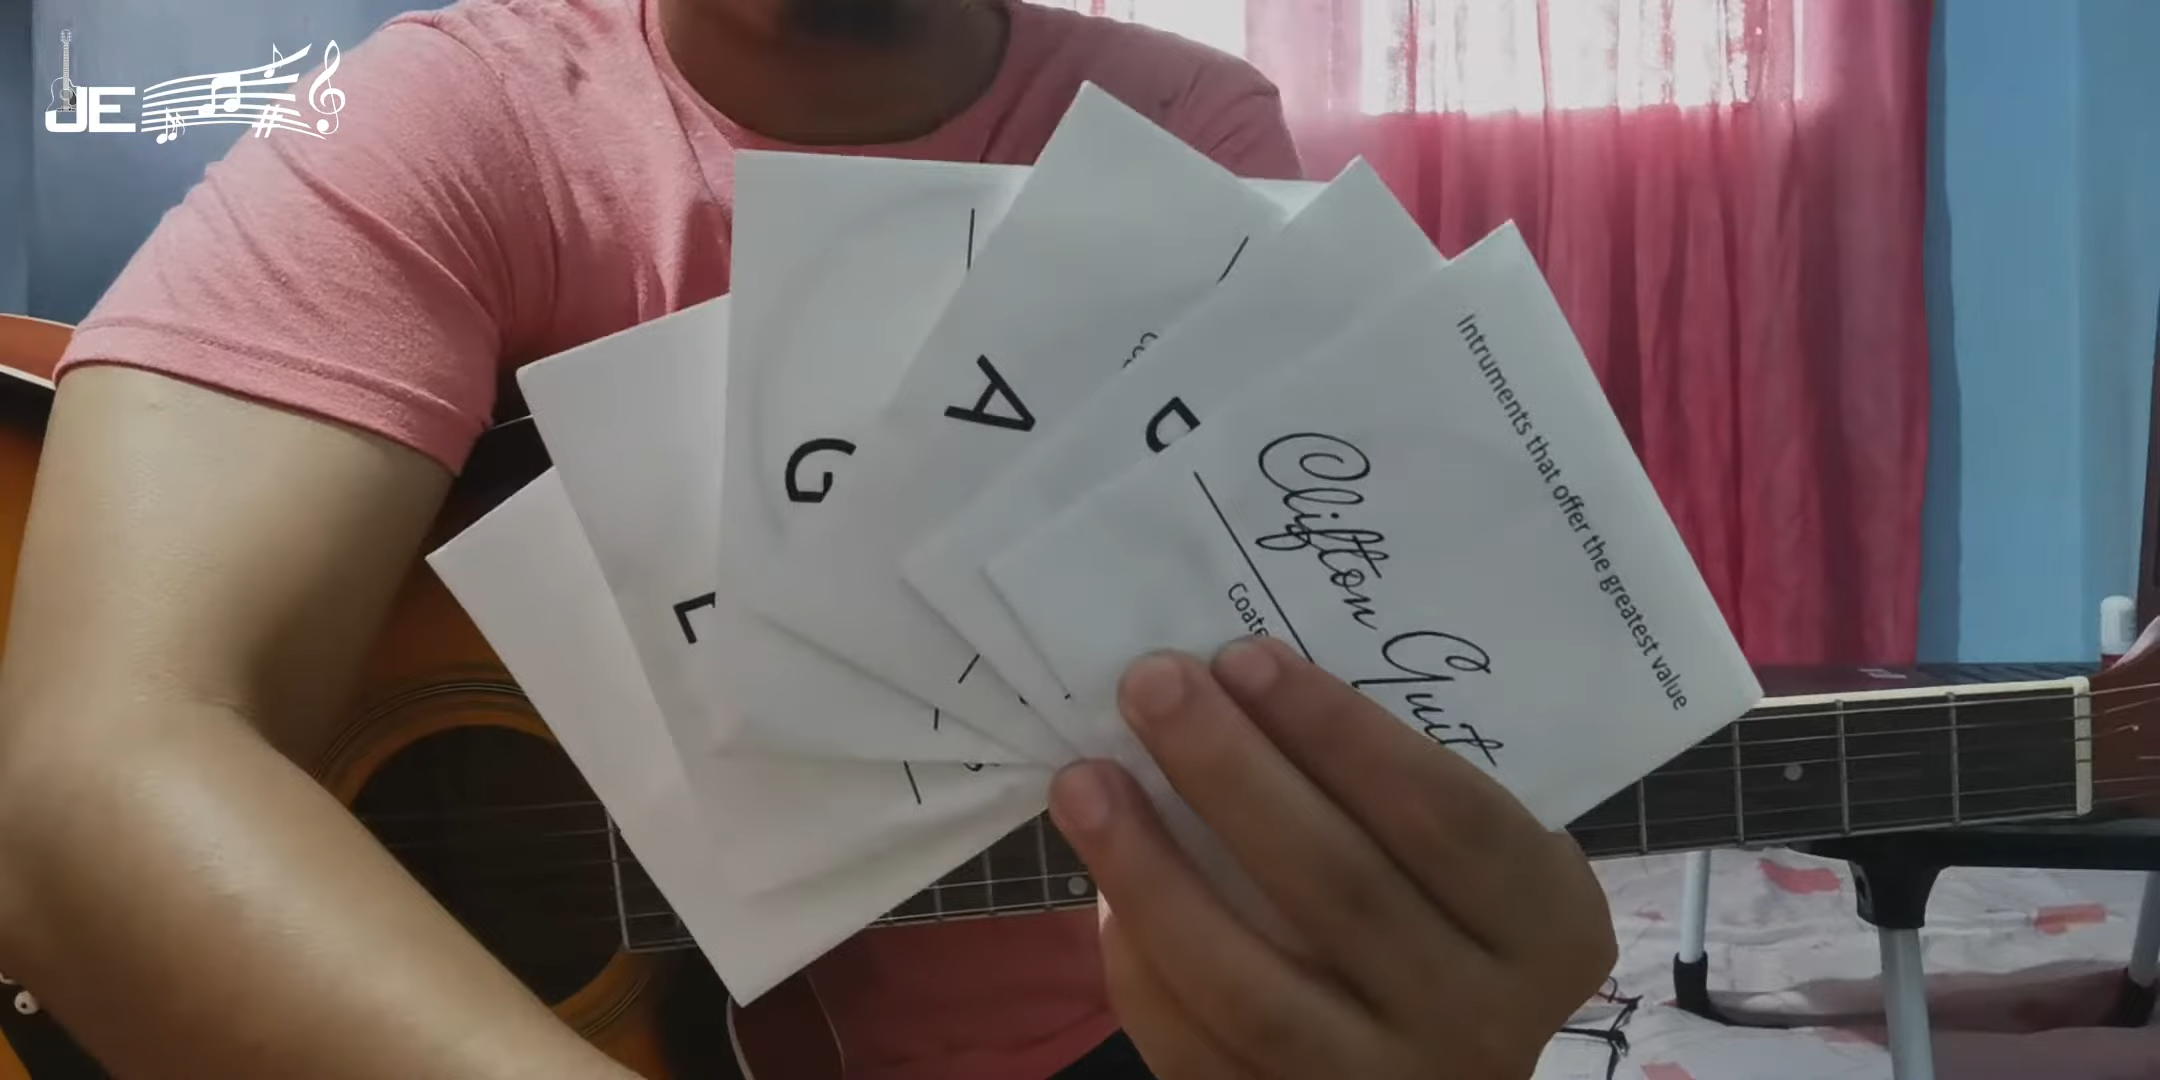 JE
G
A
Intruments that offer the greatest value
Clifton Guit
Coate